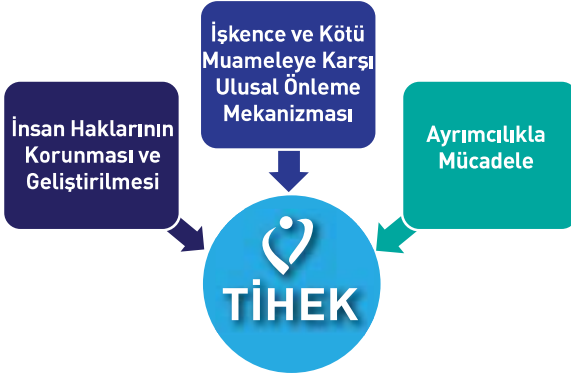 İnsan Haklarının
Korunması ve
Geliştirilmesi
İşkence ve Kötü
Muameleye Karşı
Ulusal Önleme
Mekanizması
Ayrımcılıkla
Mücadele
TİHEK